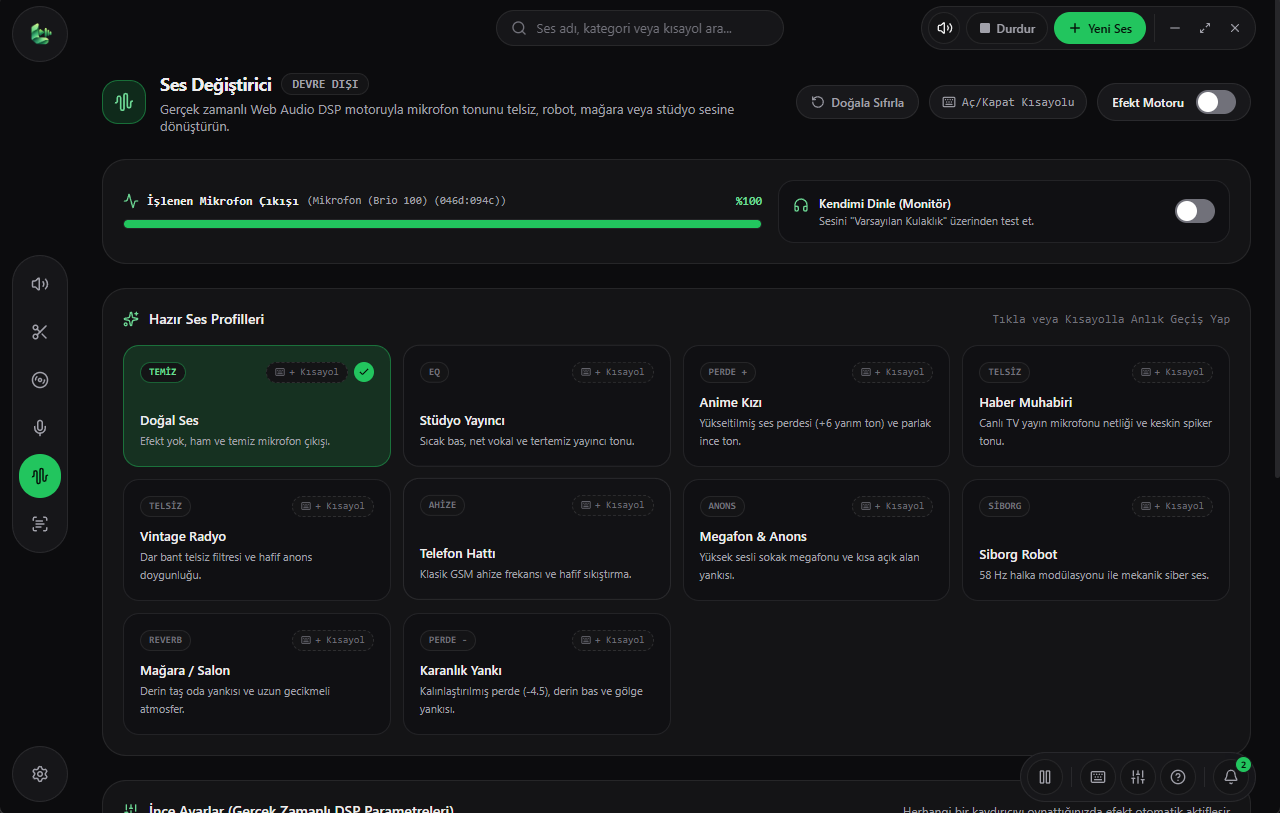 Ses adı, kategori veya kısayol ara...
Durdur
+ Yeni Ses
Ses Değiştirici
DEVRE DIŞI
Gerçek zamanlı Web Audio DSP motoruyla mikrofon tonunu telsiz, robot, mağara veya stüdyo sesine
dönüştürün.
Doğala Sıfırla
Aç/Kapat Kısayolu
Efekt Motoru
İşlenen Mikrofon Çıkışı (Mikrofon (Brio 100) (046d:094c))
%100
Kendimi Dinle (Monitör)
Sesini "Varsayılan Kulaklık" üzerinden test et.
Hazır Ses Profilleri
Tıkla veya Kısayolla Anlık Geçiş Yap
TEMİZ
+ Kısayol
Doğal Ses
Efekt yok, ham ve temiz mikrofon çıkışı.
EQ
+ Kısayol
Stüdyo Yayıncı
Sıcak bas, net vokal ve tertemiz yayıncı tonu.
PERDE +
+ Kısayol
Anime Kızı
Yükseltilmiş ses perdesi (+6 yarım ton) ve parlak
ince ton.
TELSİZ
+ Kısayol
Haber Muhabiri
Canlı TV yayın mikrofonu netliği ve keskin spiker
tonu.
TELSİZ
+ Kısayol
Vintage Radyo
Dar bant telsiz filtresi ve hafif anons
doygunluğu.
AHİZE
+ Kısayol
Telefon Hattı
Klasik GSM ahize frekansı ve hafif sıkıştırma.
ANONS
+ Kısayol
Megafon & Anons
Yüksek sesli sokak megafonu ve kısa açık alan
yankısı.
SİBORG
+ Kısayol
Siborg Robot
58 Hz halka modülasyonu ile mekanik siber ses.
REVERB
+ Kısayol
Mağara / Salon
Derin taş oda yankısı ve uzun gecikmeli
atmosfer.
PERDE -
+ Kısayol
Karanlık Yankı
Kalınlaştırılmış perde (-4.5), derin bas ve gölge
yankısı.
2
İnce Ayarlar (Gerçek Zamanlı DSP Parametreleri)
Herhangi bir kaydırıcıyı oynattığınızda efekt otomatik aktifleşir